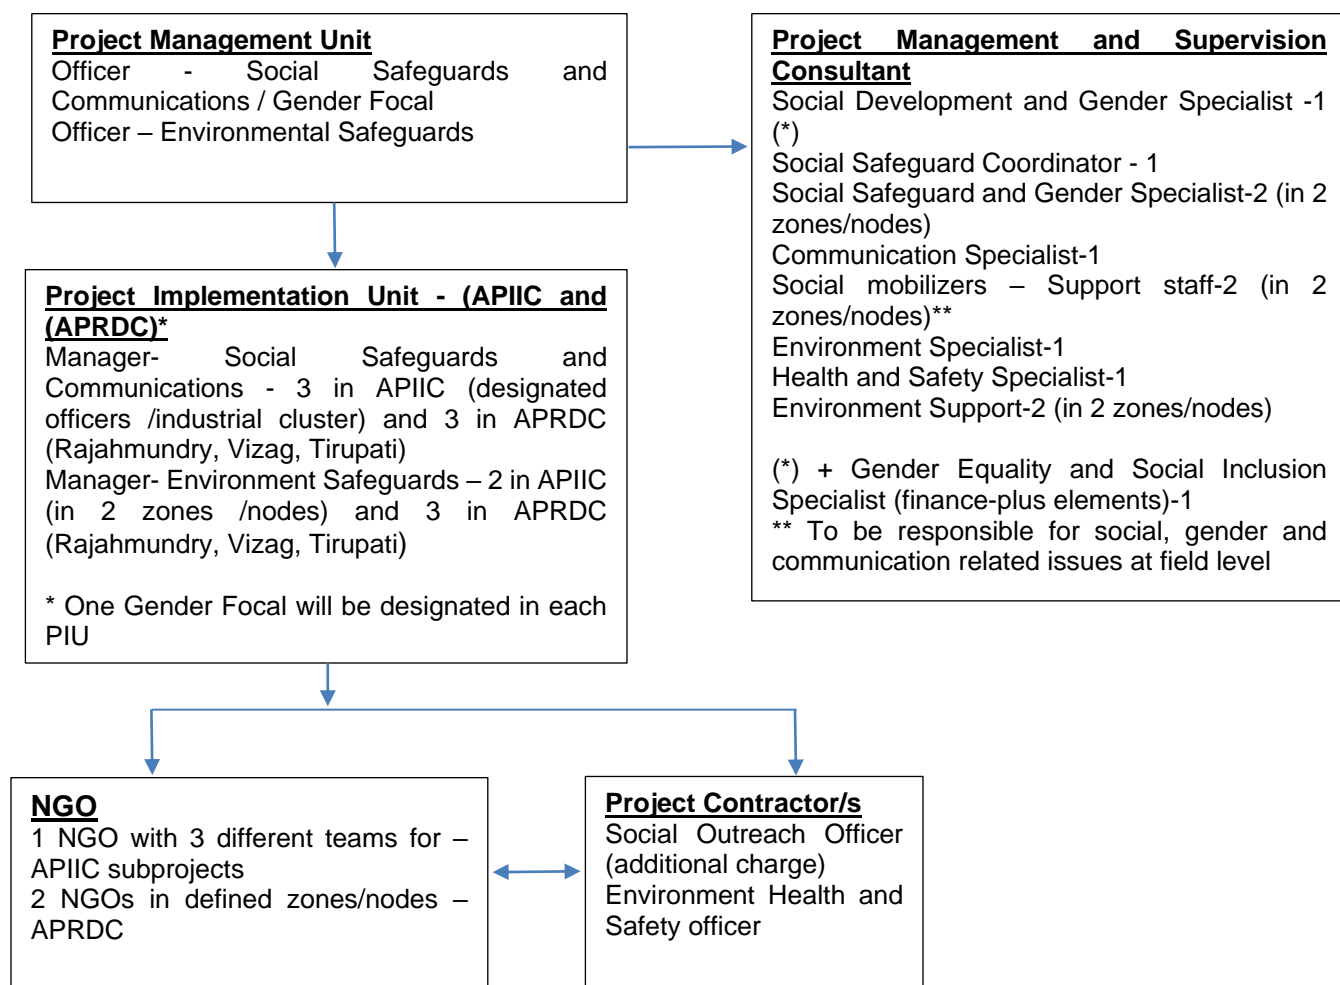 Project Management Unit
Officer - Social Safeguards and
Communications / Gender Focal
Officer – Environmental Safeguards
Project Management and Supervision
Consultant
Social Development and Gender Specialist -1
(*)
Social Safeguard Coordinator - 1
Social Safeguard and Gender Specialist-2 (in 2
zones/nodes)
Communication Specialist-1
Social mobilizers – Support staff-2 (in 2
zones/nodes)**
Environment Specialist-1
Health and Safety Specialist-1
Environment Support-2 (in 2 zones/nodes)
(*) + Gender Equality and Social Inclusion
Specialist (finance-plus elements)-1
** To be responsible for social, gender and
communication related issues at field level
Project Implementation Unit - (APIIC and
(APRDC)*
Manager- Social Safeguards and
Communications - 3 in APIIC (designated
officers /industrial cluster) and 3 in APRDC
(Rajahmundry, Vizag, Tirupati)
Manager- Environment Safeguards – 2 in APIIC
(in 2 zones /nodes) and 3 in APRDC
(Rajahmundry, Vizag, Tirupati)
* One Gender Focal will be designated in each
PIU
NGO
1 NGO with 3 different teams for –
APIIC subprojects
2 NGOs in defined zones/nodes –
APRDC
Project Contractor/s
Social Outreach Officer
(additional charge)
Environment Health and
Safety officer